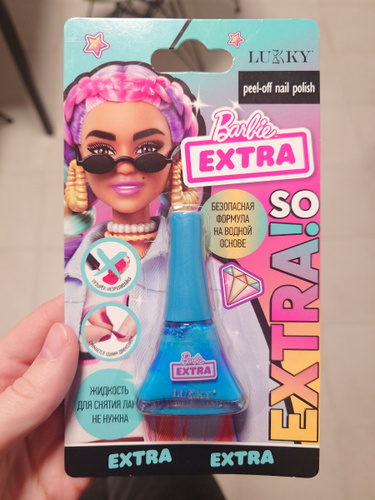 LUKKY
peel-off nail polish
Barbie
EXTRA
БЕЗОПАСНАЯ
ФОРМУЛА
НА ВОДНОЙ
ОСНОВЕ
SO
EXTRA!
Barbie
EXTRA
LUKKY
ЖИДКОСТЬ
ДЛЯ СНЯТИЯ ЛАКА
НЕ НУЖНА
EXTRA EXTRA